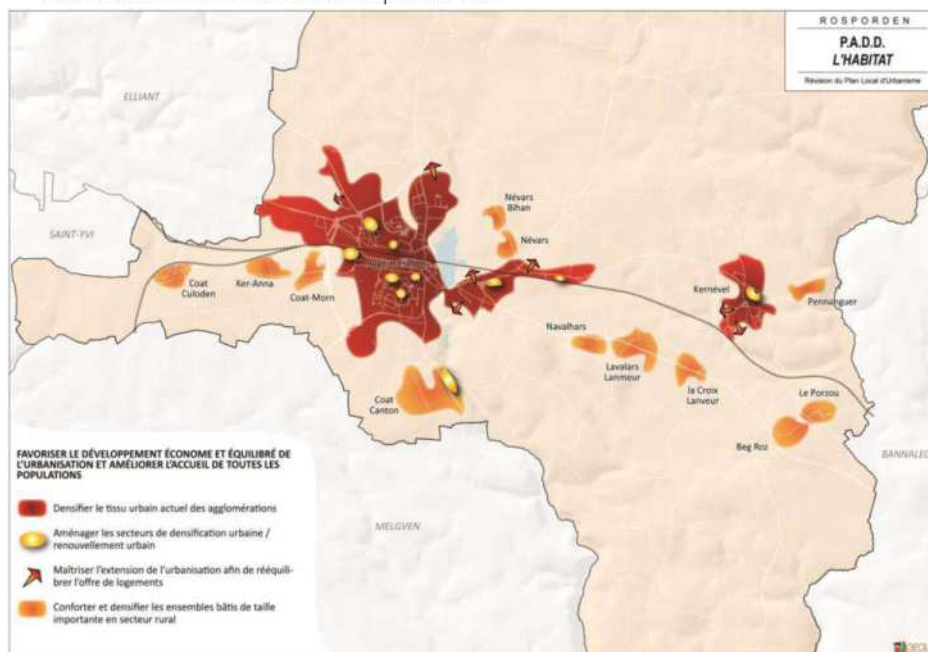 ROSPORDEN
P.A.D.D.
L'HABITAT
Révision du Plan Local d'Urbanisme
ELLIANT
SAINT-YVI
Névars
Bihan
Névars
Kernével
Pennanguer
Coat
Culoden
Ker-Anna
Coat-Morn
Navalhars
Lavalars
Lanmeur
la Croix
Lanveur
Le Porzou
Coat
Canton
Beg Roz
BANNALEC
MELGVEN
FAVORISER LE DÉVELOPPEMENT ÉCONOME ET ÉQUILIBRÉ DE
L'URBANISATION ET AMÉLIORER L'ACCUEIL DE TOUTES LES
POPULATIONS
Densifier le tissu urbain actuel des agglomérations
Aménager les secteurs de densification urbaine /
renouvellement urbain
Maîtriser l'extension de l'urbanisation afin de rééquili-
brer l'offre de logements
Conforter et densifier les ensembles bâtis de taille
importante en secteur rural